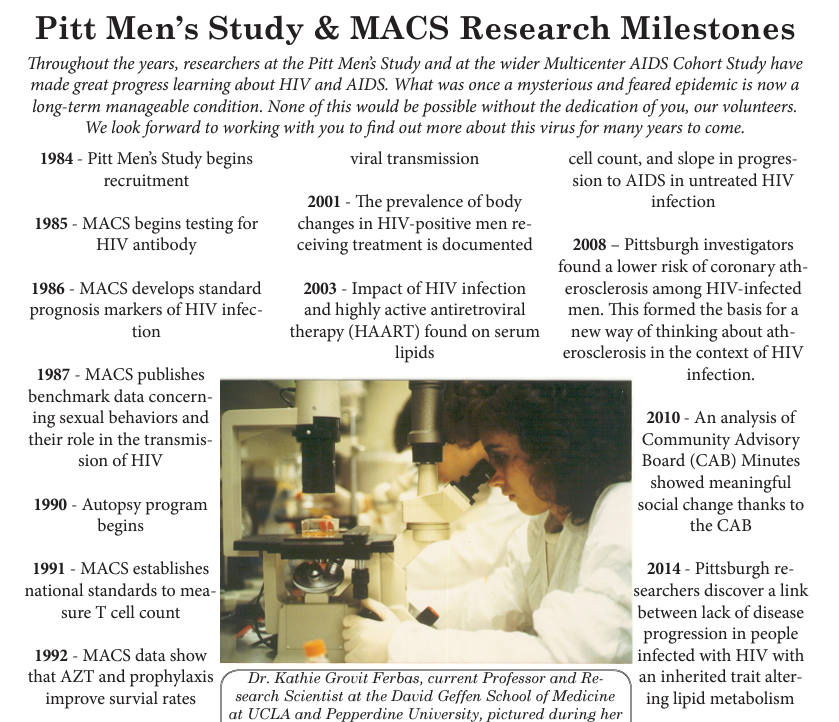 Pitt Men's Study & MACS Research Milestones
Throughout the years, researchers at the Pitt Men's Study and at the wider Multicenter AIDS Cohort Study have
made great progress learning about HIV and AIDS. What was once a mysterious and feared epidemic is now a
long-term manageable condition. None of this would be possible without the dedication of you, our volunteers.
We look forward to working with you to find out more about this virus for many years to come.
1984 - Pitt Men's Study begins
recruitment
1985 - MACS begins testing for
HIV antibody
1986 - MACS develops standard
prognosis markers of HIV infec-
tion
1987 - MACS publishes
benchmark data concern-
ing sexual behaviors and
their role in the transmis-
sion of HIV
1990 - Autopsy program
begins
1991 - MACS establishes
national standards to mea-
sure T cell count
1992 - MACS data show
that AZT and prophylaxis
improve survial rates
viral transmission
2001 - The prevalence of body
changes in HIV-positive men re-
ceiving treatment is documented
2003 - Impact of HIV infection
and highly active antiretroviral
therapy (HAART) found on serum
lipids
Dr. Kathie Grovit Ferbas, current Professor and Re-
search Scientist at the David Geffen School of Medicine
at UCLA and Pepperdine University, pictured during her
cell count, and slope in progres-
sion to AIDS in untreated HIV
infection
2008 – Pittsburgh investigators
found a lower risk of coronary ath-
erosclerosis among HIV-infected
men. This formed the basis for a
new way of thinking about ath-
erosclerosis in the context of HIV
infection.
2010 - An analysis of
Community Advisory
Board (CAB) Minutes
showed meaningful
social change thanks to
the CAB
2014 - Pittsburgh re-
searchers discover a link
between lack of disease
progression in people
infected with HIV with
an inherited trait alter-
ing lipid metabolism